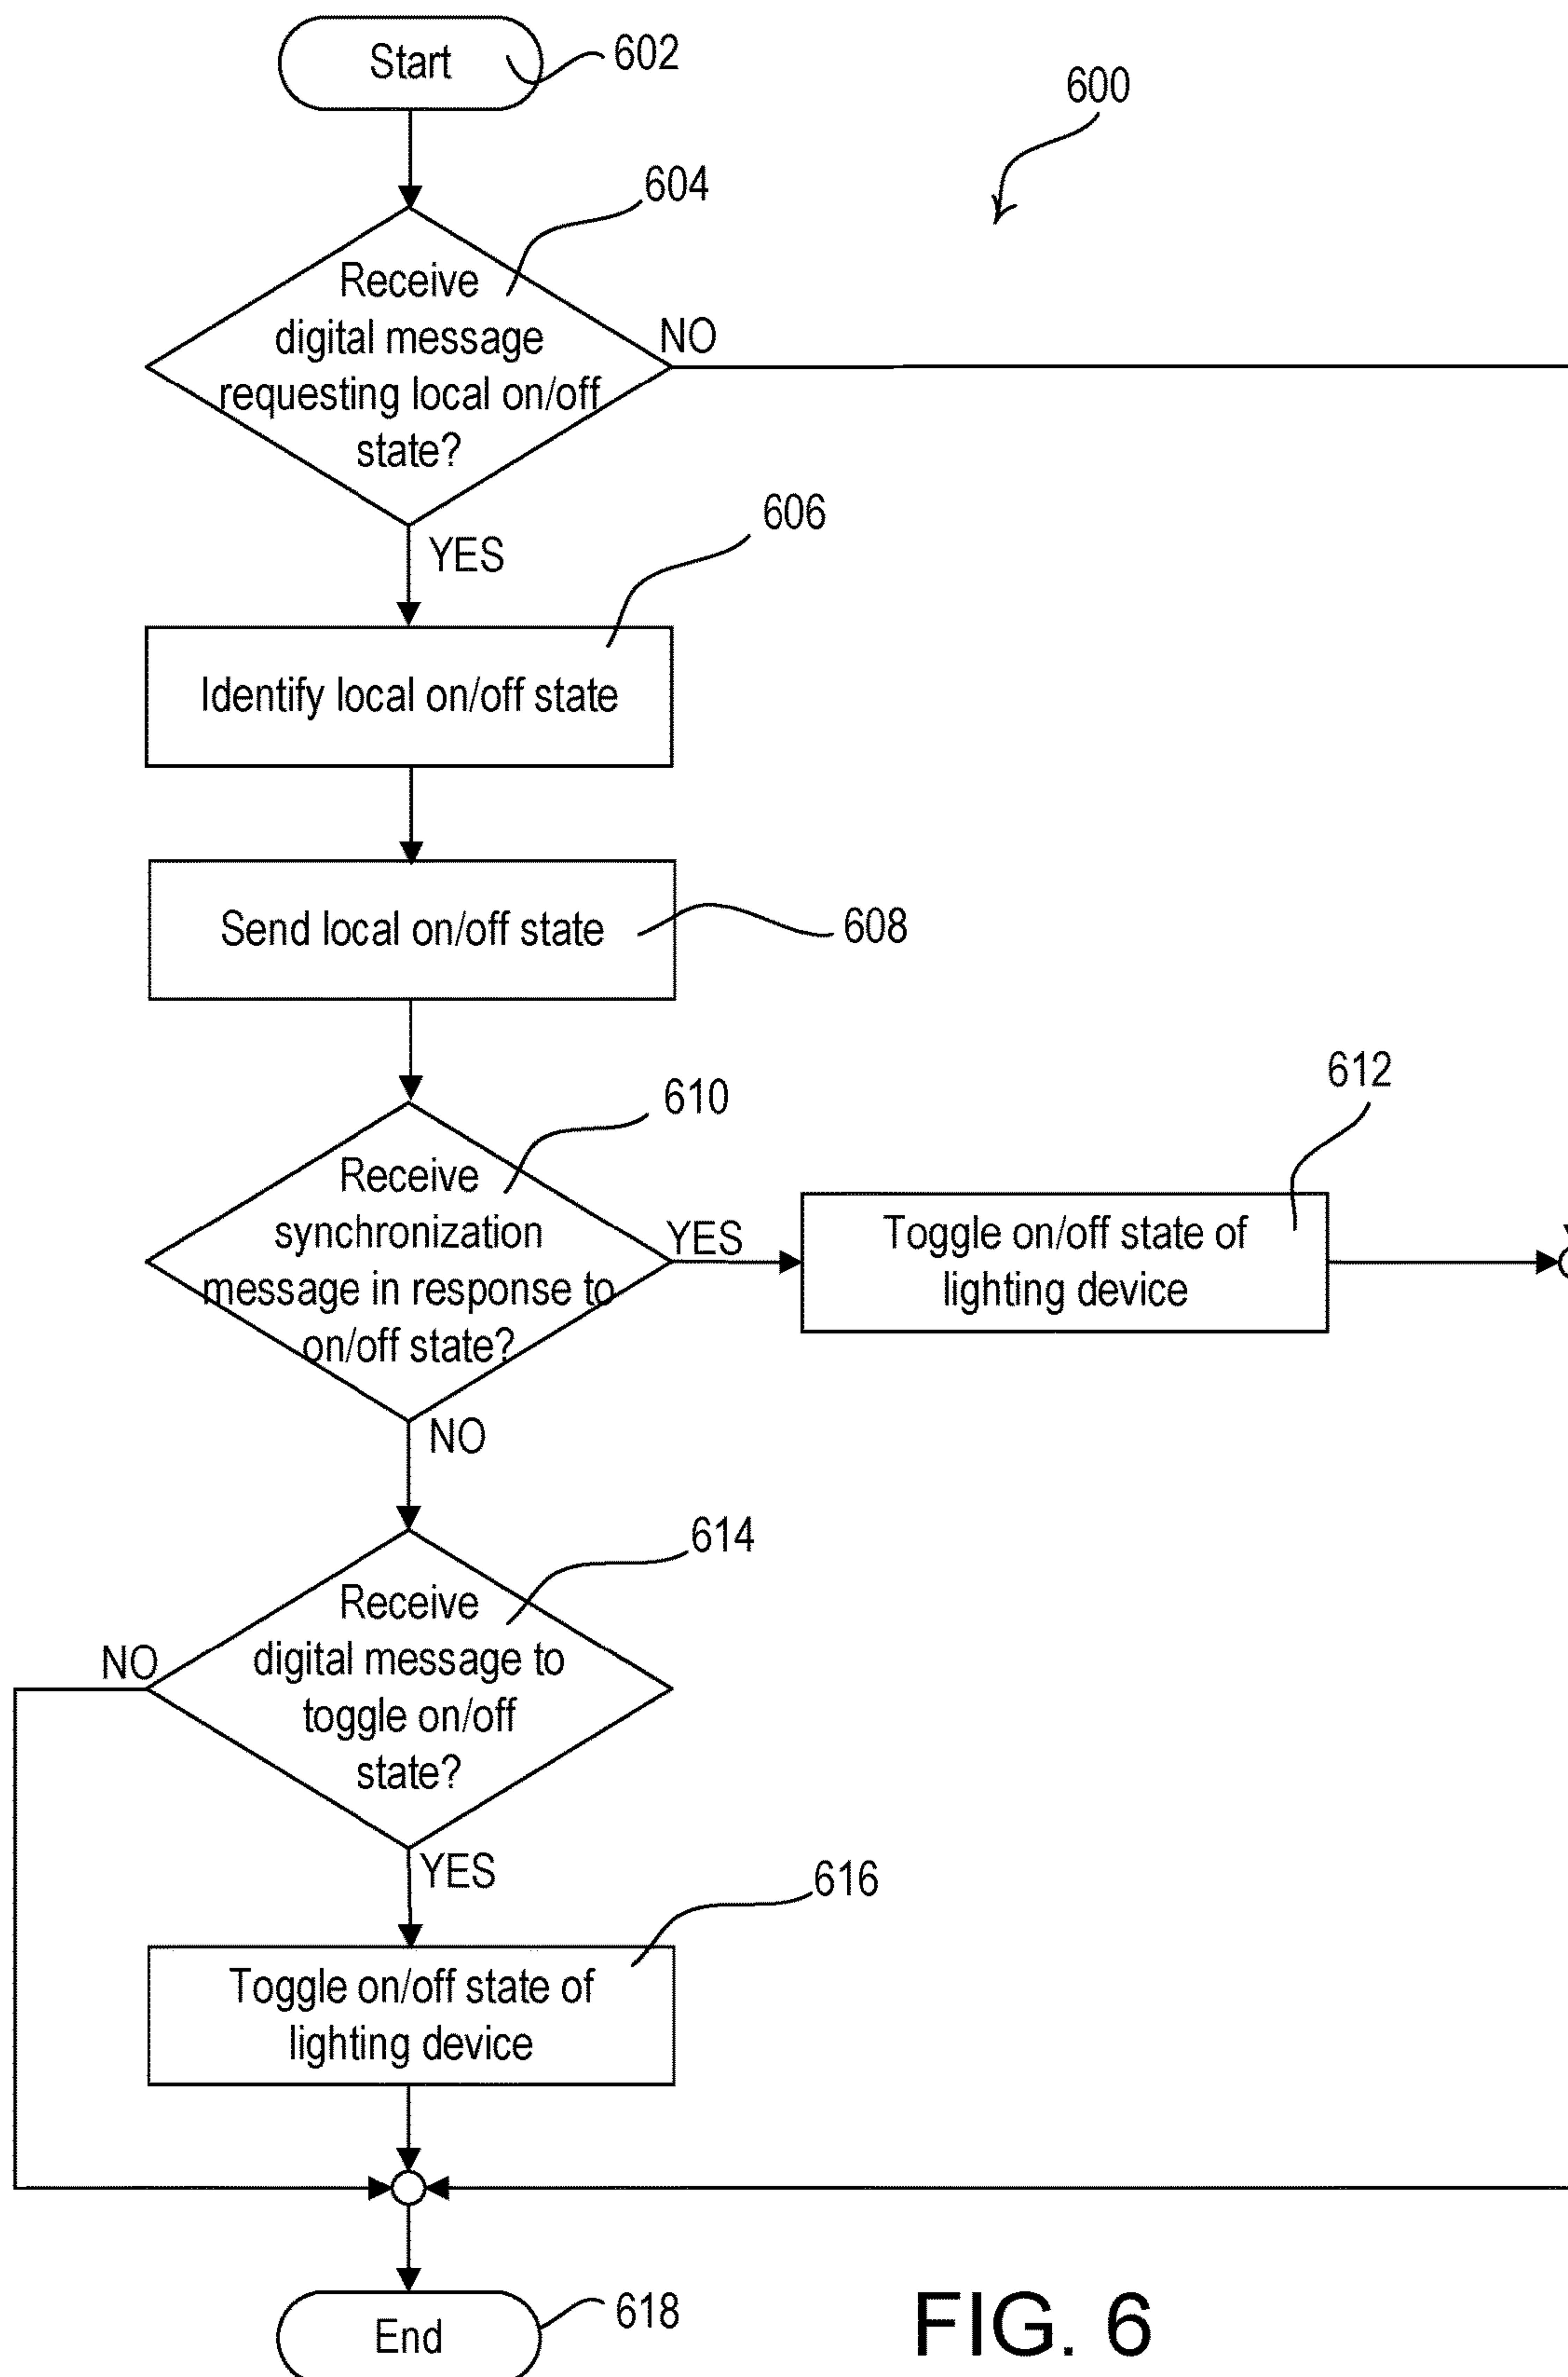 Start
602
600
604
Receive
digital message
requesting local on/off
state?
NO
YES
606
Identify local on/off state
Send local on/off state
608
610
612
Receive
synchronization
message in response to
on/off state?
YES
Toggle on/off state of
lighting device
NO
614
Receive
digital message to
toggle on/off
state?
NO
YES
616
Toggle on/off state of
lighting device
End
618
FIG. 6